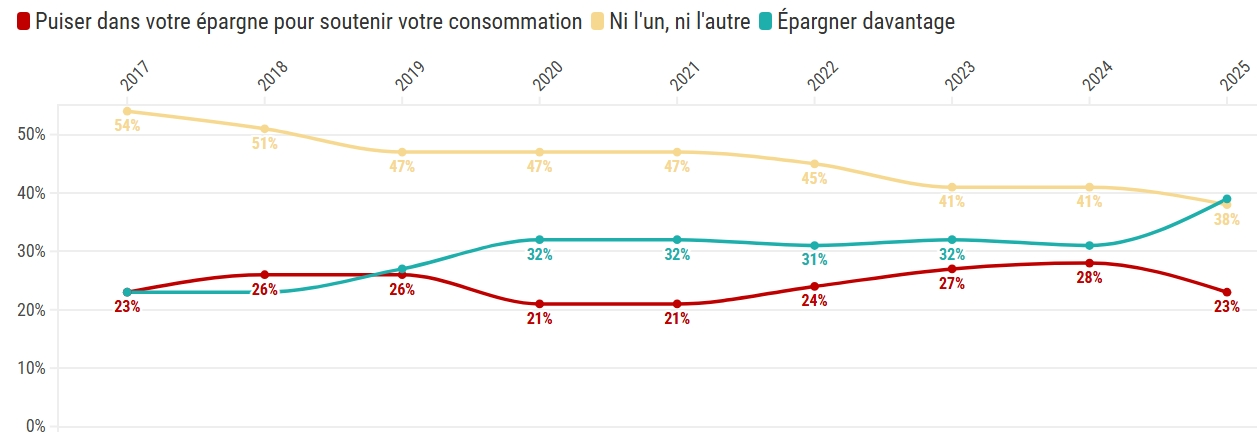 Puiser dans votre épargne pour soutenir votre consommation Ni l'un, ni l'autre Épargner davantage
2017 2018 2019 2020 2021 2022 2023 2024 2025
50%
40%
30%
20%
10%
0%
54% 51% 47% 47% 47% 45% 41% 41% 38%
32% 32% 31% 32%
23% 26% 26% 21% 21% 24% 27% 28% 23%